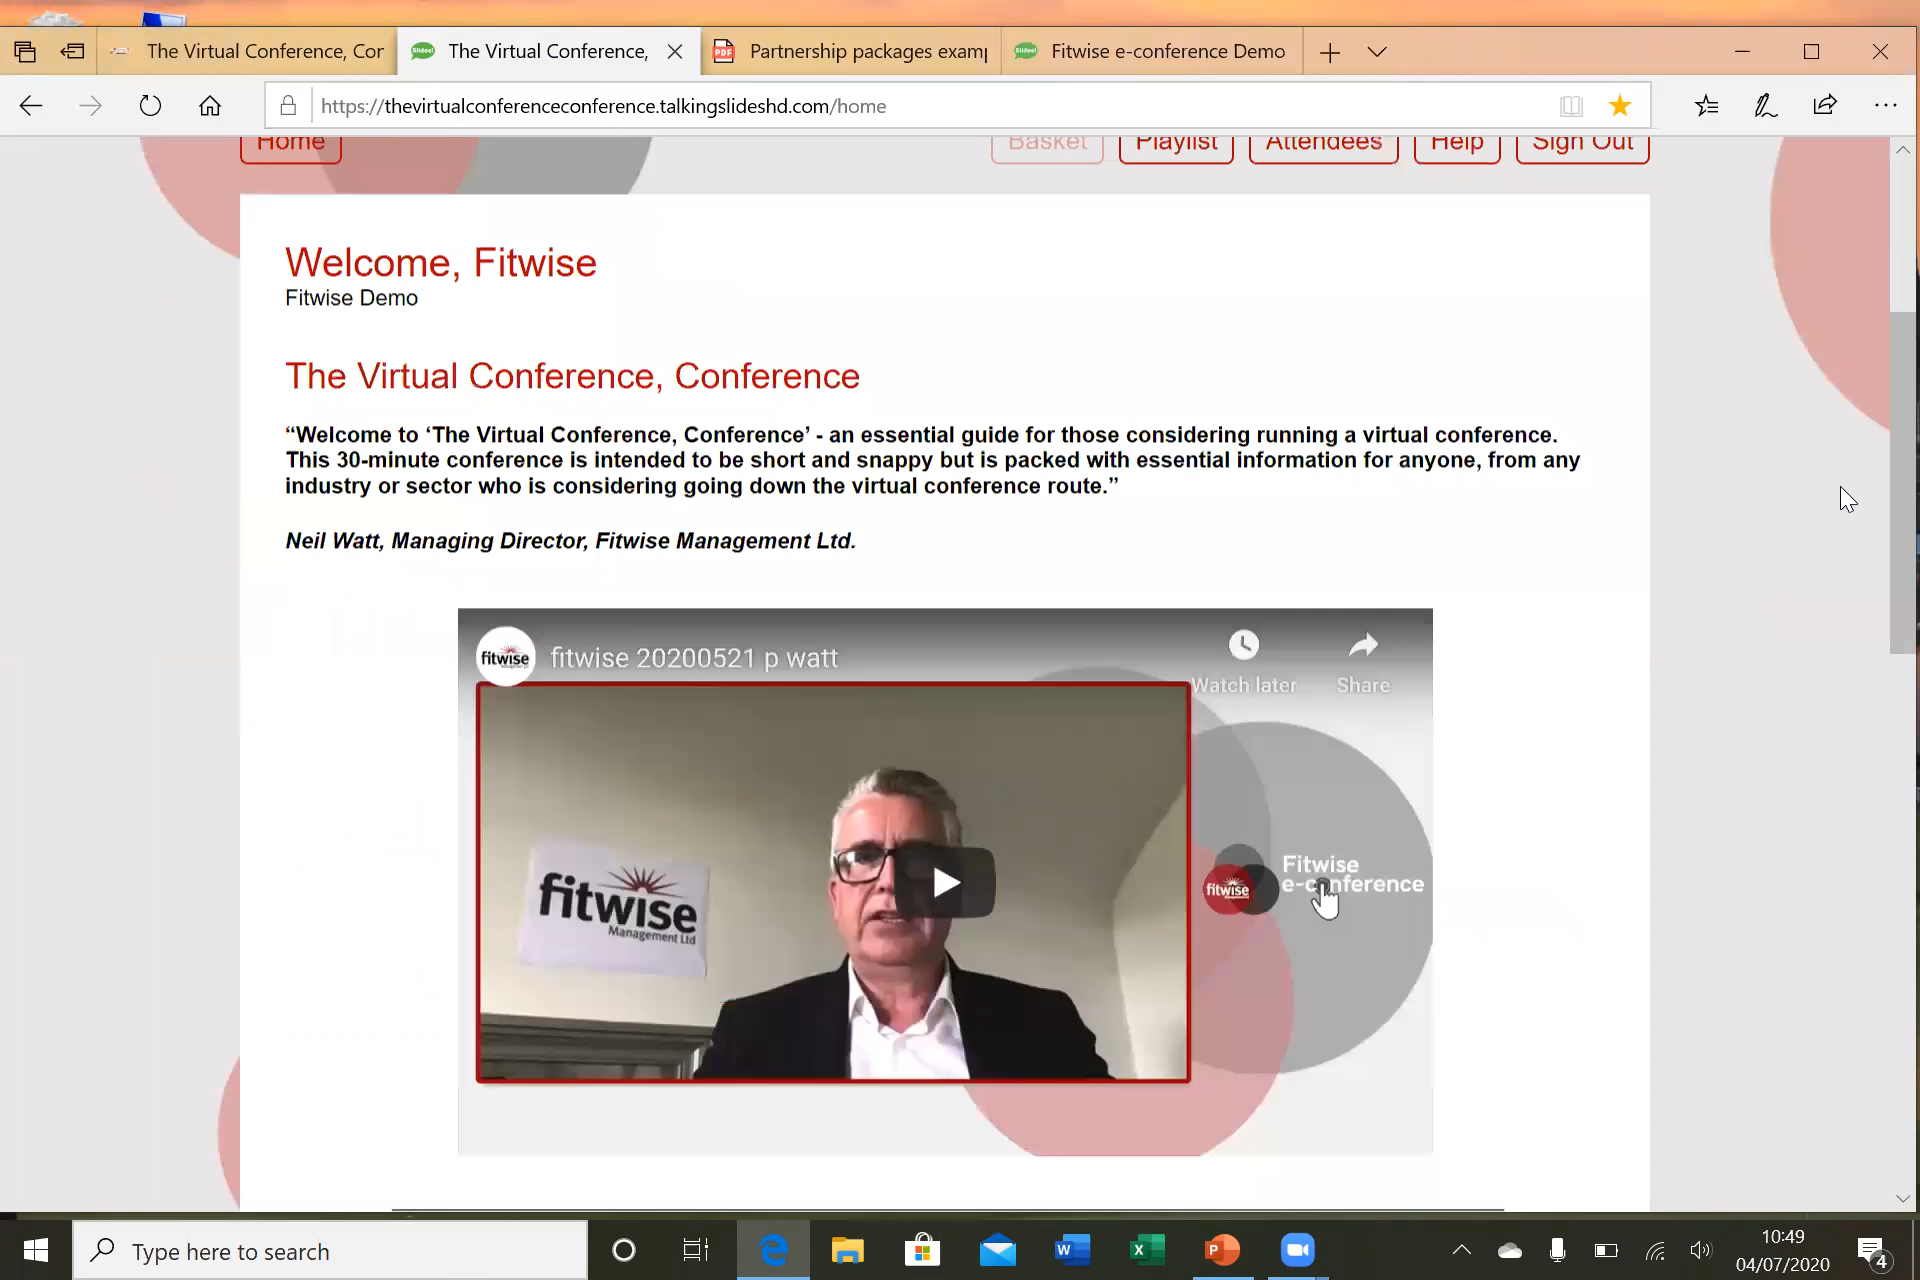 The Virtual Conference, Cor
The Virtual Conference,
Partnership packages examp
Fitwise e-conference Demo
https://thevirtualconferenceconference.talkingslideshd.com/home
Home
Basket
Playlist
Attendees
Help
Sign Out
Welcome, Fitwise
Fitwise Demo
The Virtual Conference, Conference
“Welcome to ‘The Virtual Conference, Conference’ - an essential guide for those considering running a virtual conference.
This 30-minute conference is intended to be short and snappy but is packed with essential information for anyone, from any
industry or sector who is considering going down the virtual conference route.”
Neil Watt, Managing Director, Fitwise Management Ltd.
fitwise
fitwise 20200521 p watt
Watch later
Share
fitwise
Management Ltd
fitwise
Fitwise
e-conference
Type here to search
10:49
04/07/2020
4